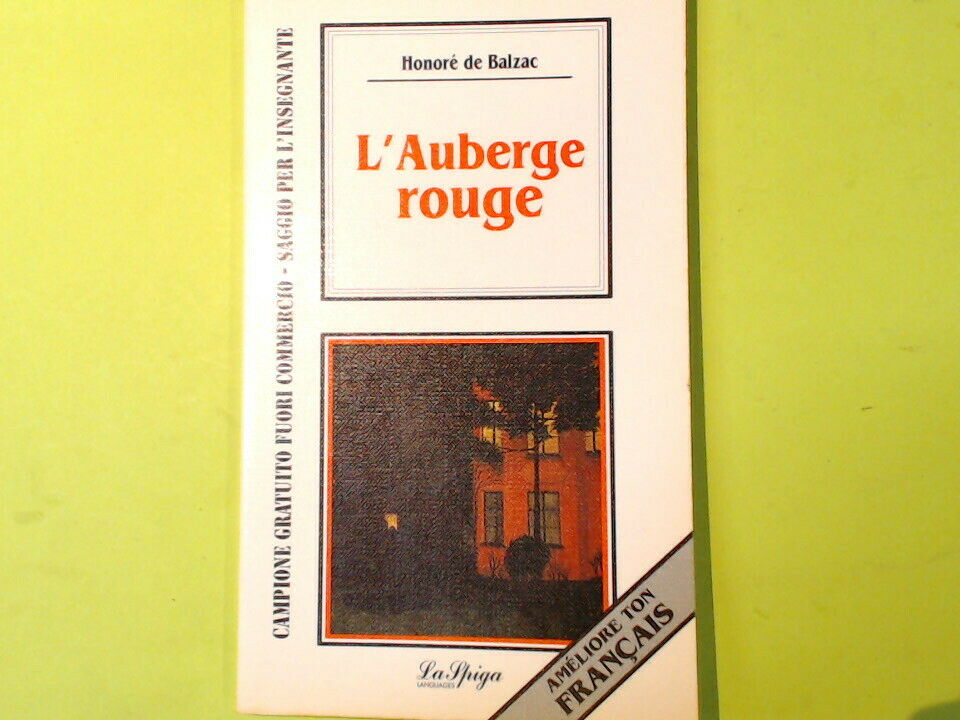 Honoré de Balzac
L'Auberge
rouge
CAMPIONE GRATUITO FUORI COMMERCIO - SAGGIO PER L'INSEGNANTE
AMÉLIORE TON
FRANÇAIS
La Spiga
LANGUAGES